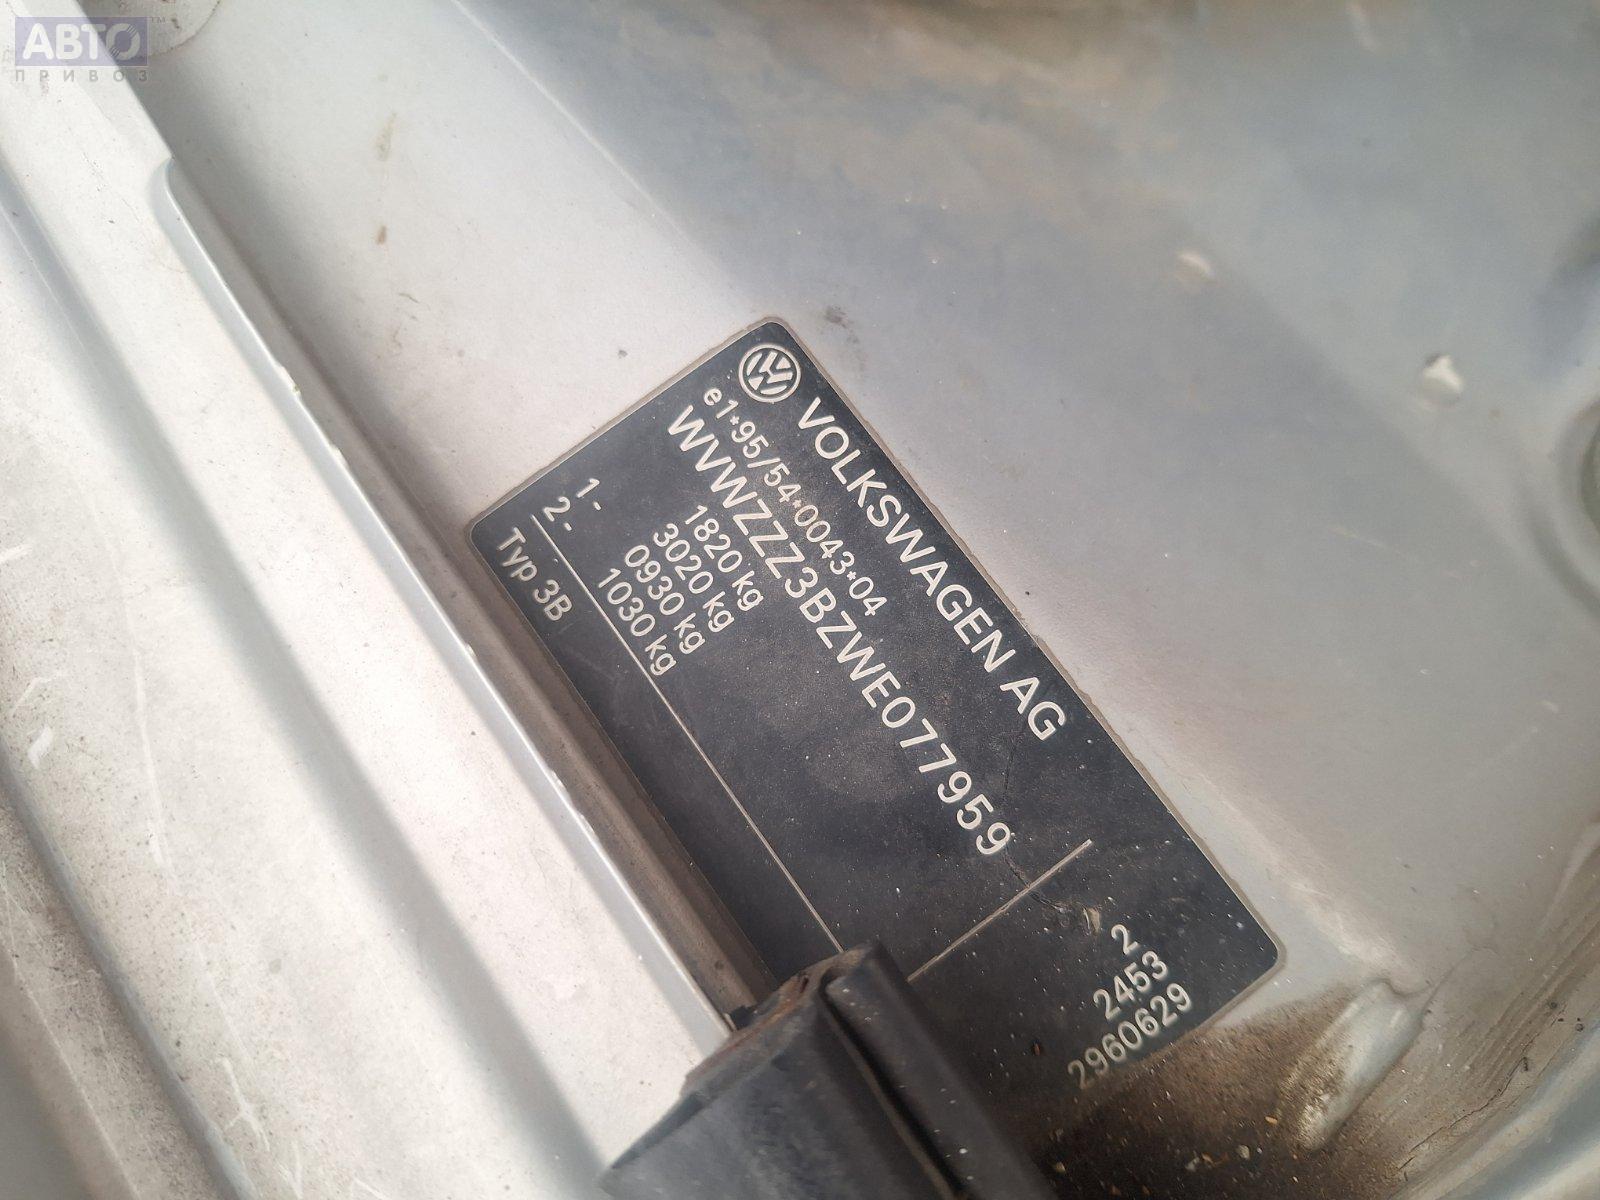 АВТО
ПРИВОЗ
VOLKSWAGEN AG
e1*95/54*0043*04
WVWZZZ3BZWE077959
1820 kg
3020 kg
1- 0930 kg
2- 1030 kg
Typ 3B
2
2453
2960629